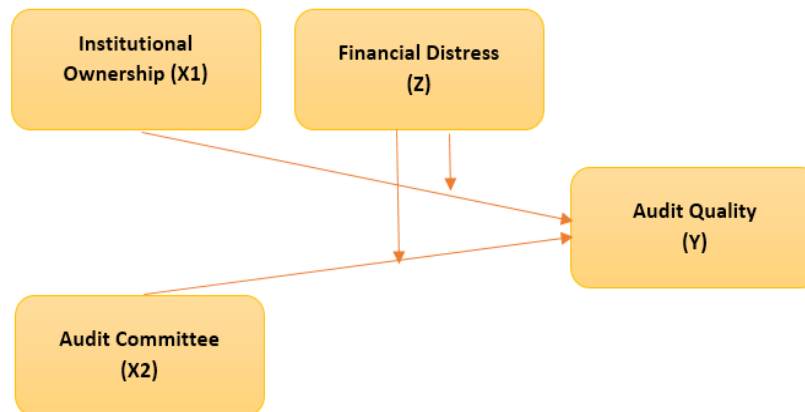 Institutional
Ownership (X1)
Financial Distress
(Z)
Audit Quality
(Y)
Audit Committee
(X2)